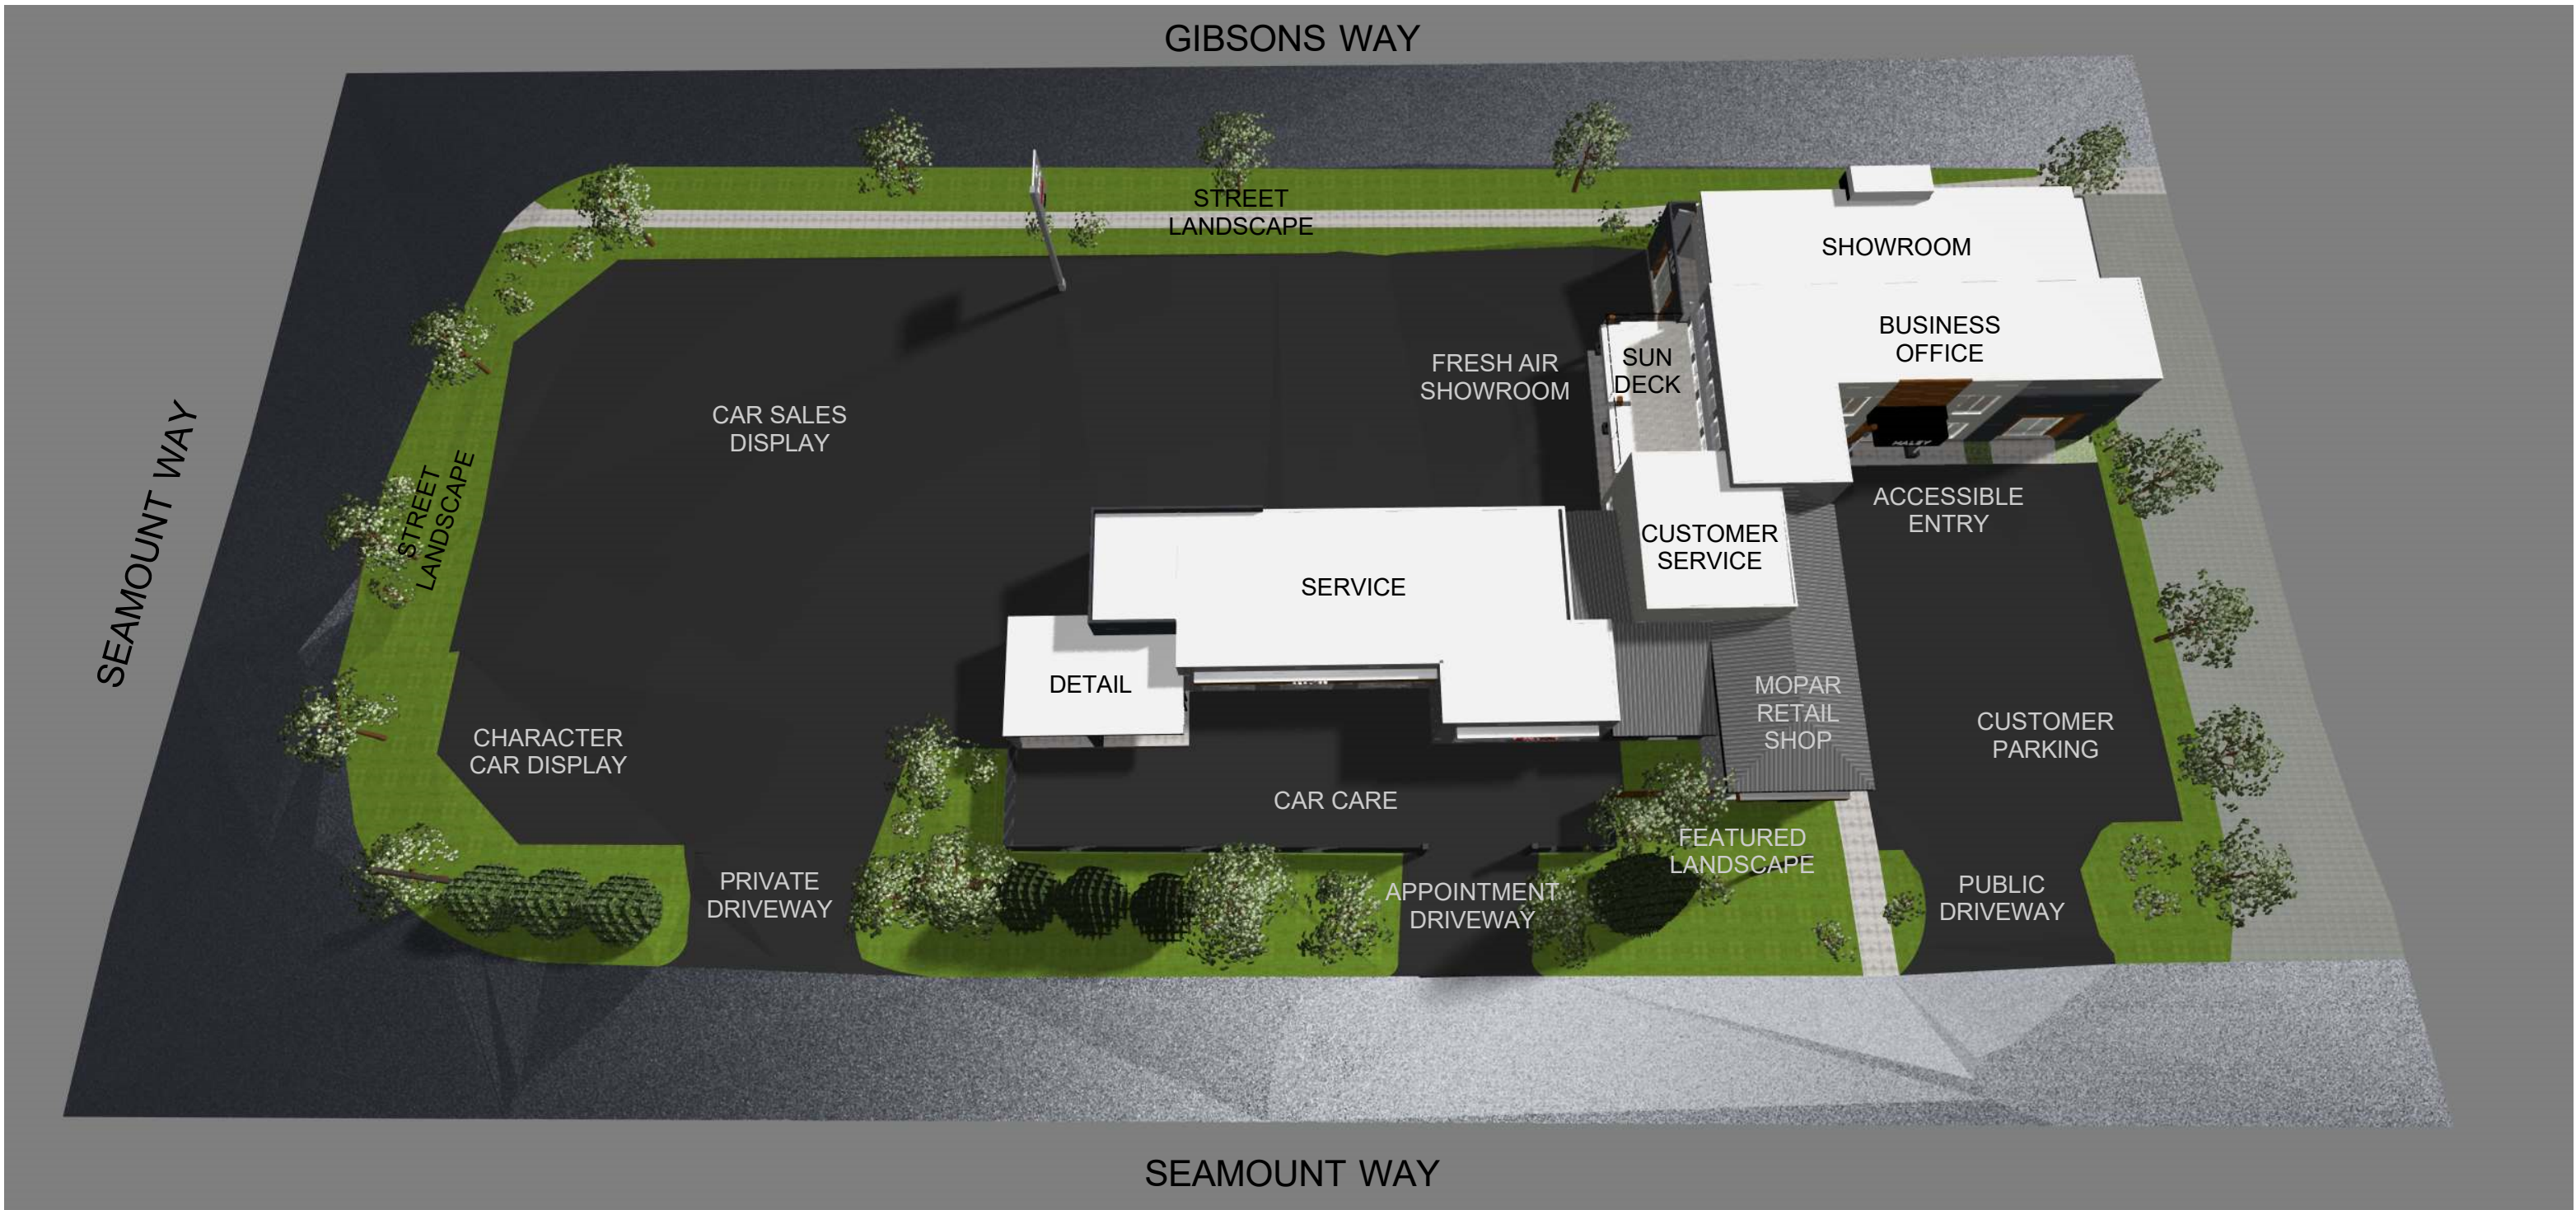 GIBSONS WAY
STREET
LANDSCAPE
SHOWROOM
BUSINESS
OFFICE
SUN
DECK
FRESH AIR
SHOWROOM
CAR SALES
DISPLAY
SEAMOUNT WAY
STREET
LANDSCAPE
HALEY
ACCESSIBLE
ENTRY
CUSTOMER
SERVICE
SERVICE
DETAIL
MOPAR
RETAIL
SHOP
CUSTOMER
PARKING
CHARACTER
CAR DISPLAY
CAR CARE
FEATURED
LANDSCAPE
PRIVATE
DRIVEWAY
APPOINTMENT
DRIVEWAY
PUBLIC
DRIVEWAY
SEAMOUNT WAY